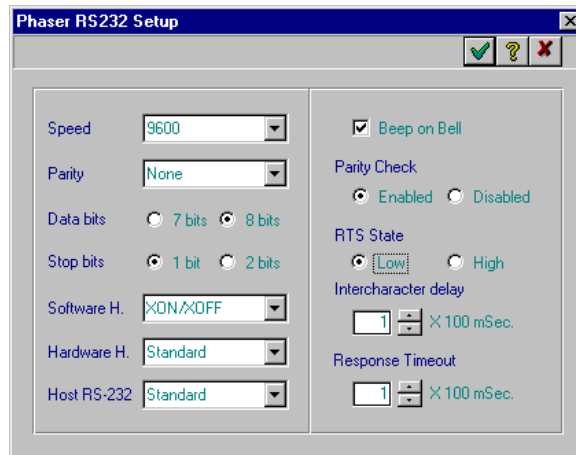 Phaser RS232 Setup
Speed 9600
Parity None
Data bits 7 bits 8 bits
Stop bits 1 bit 2 bits
Software H. XON/XOFF
Hardware H. Standard
Host RS-232 Standard
Beep on Bell
Parity Check
Enabled Disabled
RTS State
Low High
Intercharacter delay
1 X 100 mSec.
Response Timeout
1 X 100 mSec.